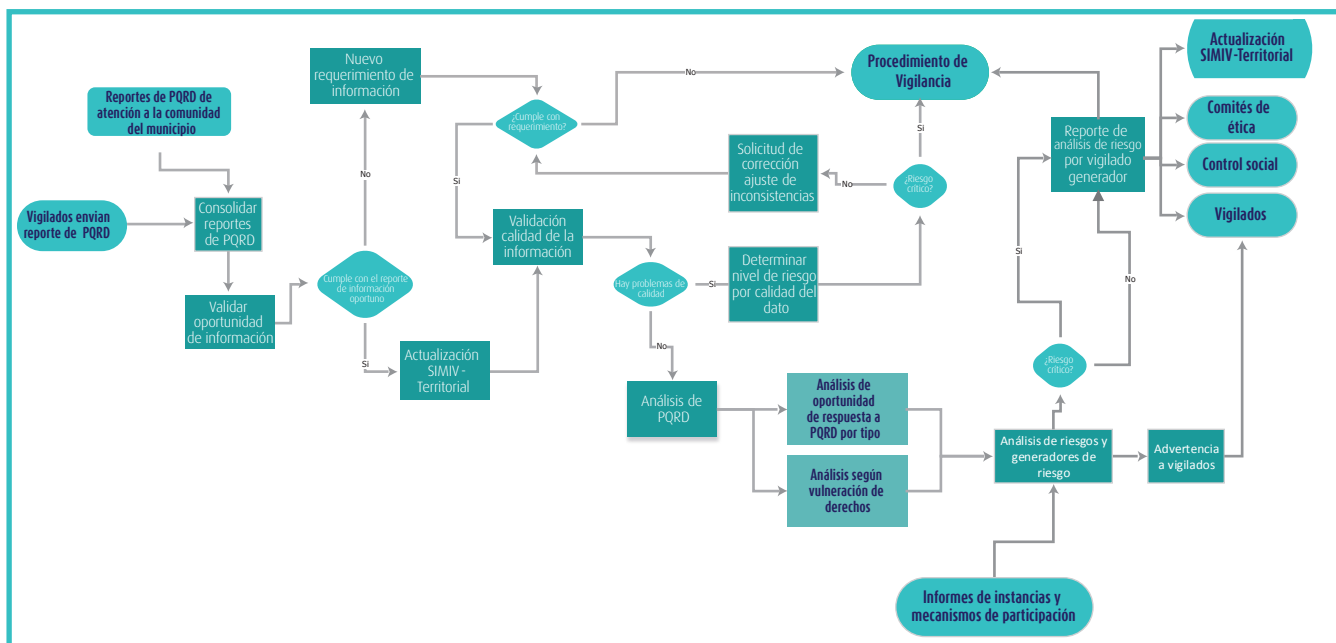 Reportes de PQRD de
atención a la comunidad
del municipio
Vigilados envian
reporte de PQRD
Consolidar
reportes
de PQRD
Validar
oportunidad
de información
Cumple con el reporte
de información
oportuno
No
Si
Nuevo
requerimiento de
información
Actualización
SIMIV -
Territorial
¿Cumple con
requerimiento?
No
Si
Validación
calidad de la
información
Hay problemas de
calidad
Si
No
Solicitud de
corrección
ajuste de
inconsistencias
Determinar
nivel de riesgo
por calidad del
dato
¿Riesgo
crítico?
No
Si
Procedimiento de
Vigilancia
Análisis de
PQRD
Análisis de
oportunidad
de respuesta a
PQRD por tipo
Análisis según
vulneración de
derechos
Análisis de riesgos y
generadores de
riesgo
Informes de instancias y
mecanismos de participación
Advertencia
a vigilados
¿Riesgo
crítico?
Si
No
Reporte de
análisis de riesgo
por vigilado
generador
Actualización
SIMIV-Territorial
Comités de
ética
Control social
Vigilados